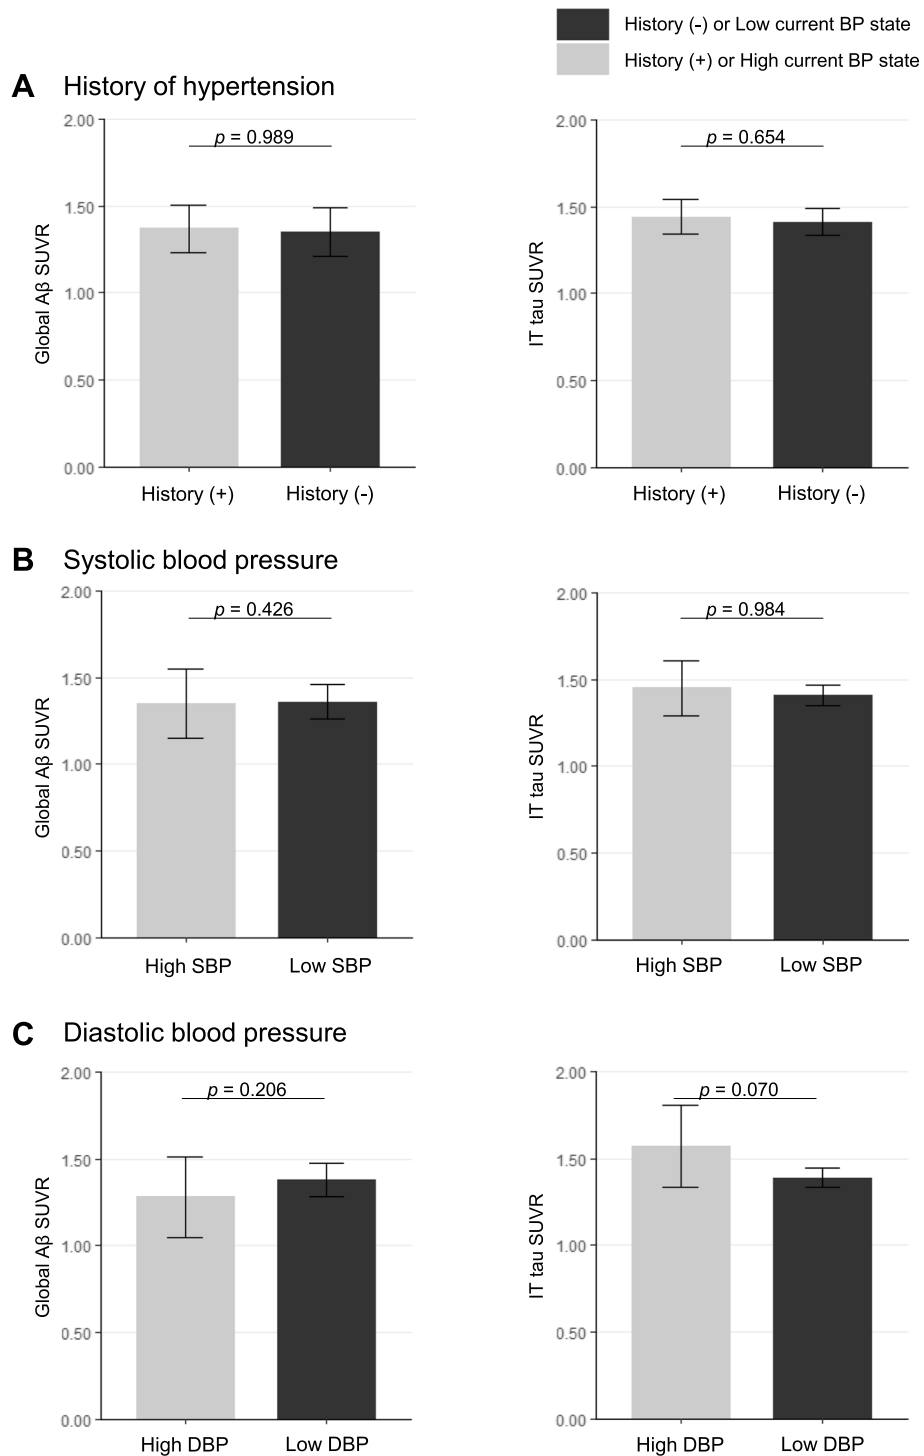 History (-) or Low current BP state
History (+) or High current BP state
A History of hypertension
2.00
1.50
1.00
0.50
0.00
Global Aβ SUVR
p = 0.989
History (+) History (-)
2.00
1.50
1.00
0.50
0.00
IT tau SUVR
p = 0.654
History (+) History (-)
B Systolic blood pressure
2.00
1.50
1.00
0.50
0.00
Global Aβ SUVR
p = 0.426
High SBP Low SBP
2.00
1.50
1.00
0.50
0.00
IT tau SUVR
p = 0.984
High SBP Low SBP
C Diastolic blood pressure
2.00
1.50
1.00
0.50
0.00
Global Aβ SUVR
p = 0.206
High DBP Low DBP
2.00
1.50
1.00
0.50
0.00
IT tau SUVR
p = 0.070
High DBP Low DBP